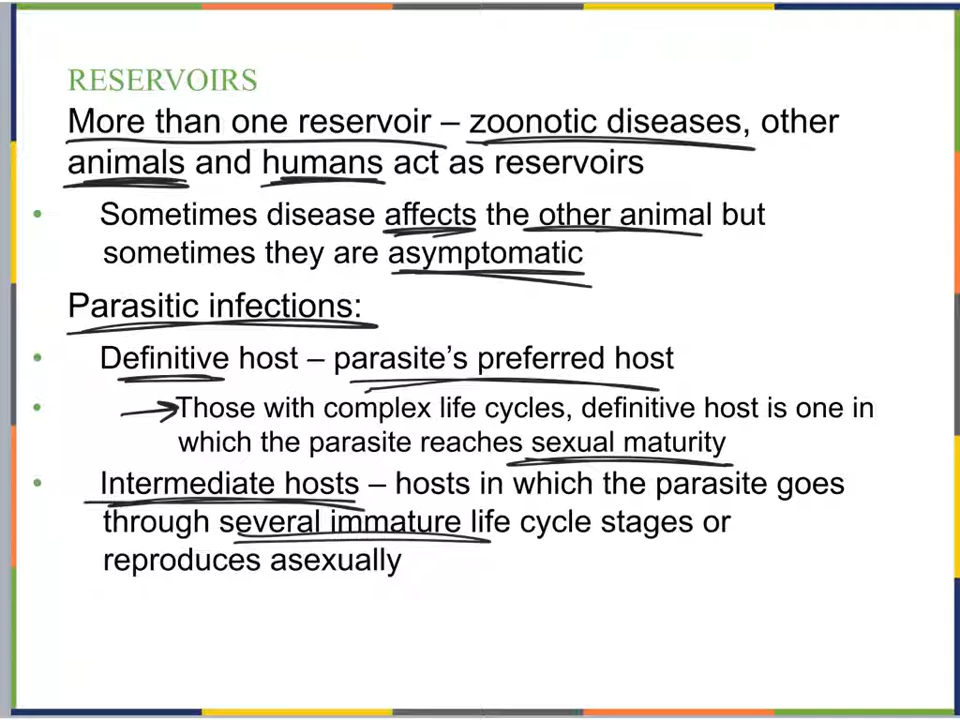 RESERVOIRS
More than one reservoir – zoonotic diseases, other
animals and humans act as reservoirs
• Sometimes disease affects the other animal but
sometimes they are asymptomatic
Parasitic infections:
• Definitive host – parasite’s preferred host
• Those with complex life cycles, definitive host is one in
which the parasite reaches sexual maturity
• Intermediate hosts – hosts in which the parasite goes
through several immature life cycle stages or
reproduces asexually